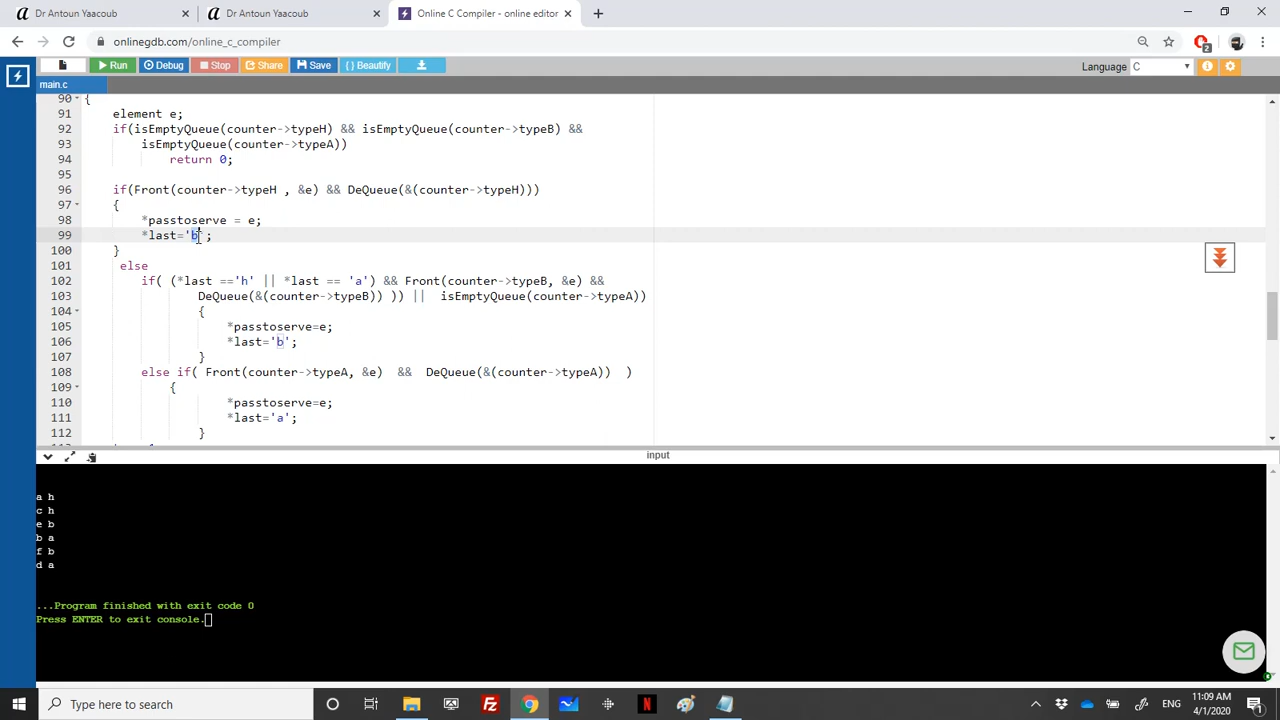 Dr Antoun Yaacoub
Dr Antoun Yaacoub
Online C Compiler - online editor
onlinegdb.com/online_c_compiler
2
Run
Debug
Stop
Share
Save
{ } Beautify
Language
C
main.c
90 {
91 element e;
92 if(isEmptyQueue(counter->typeH) && isEmptyQueue(counter->typeB) &&
93 isEmptyQueue(counter->typeA))
94 return 0;
95
96 if(Front(counter->typeH , &e) && DeQueue(&(counter->typeH)))
97 {
98 *passtoserve = e;
99 *last='b';
100 }
101 else
102 if( (*last =='h' || *last == 'a') && Front(counter->typeB, &e) &&
103 DeQueue(&(counter->typeB)) )) || isEmptyQueue(counter->typeA))
104 {
105 *passtoserve=e;
106 *last='b';
107 }
108 else if( Front(counter->typeA, &e) && DeQueue(&(counter->typeA)) )
109 {
110 *passtoserve=e;
111 *last='a';
112 }
input
a h
c h
e b
b a
f b
d a
...Program finished with exit code 0
Press ENTER to exit console.
Type here to search
ENG
11:09 AM
4/1/2020